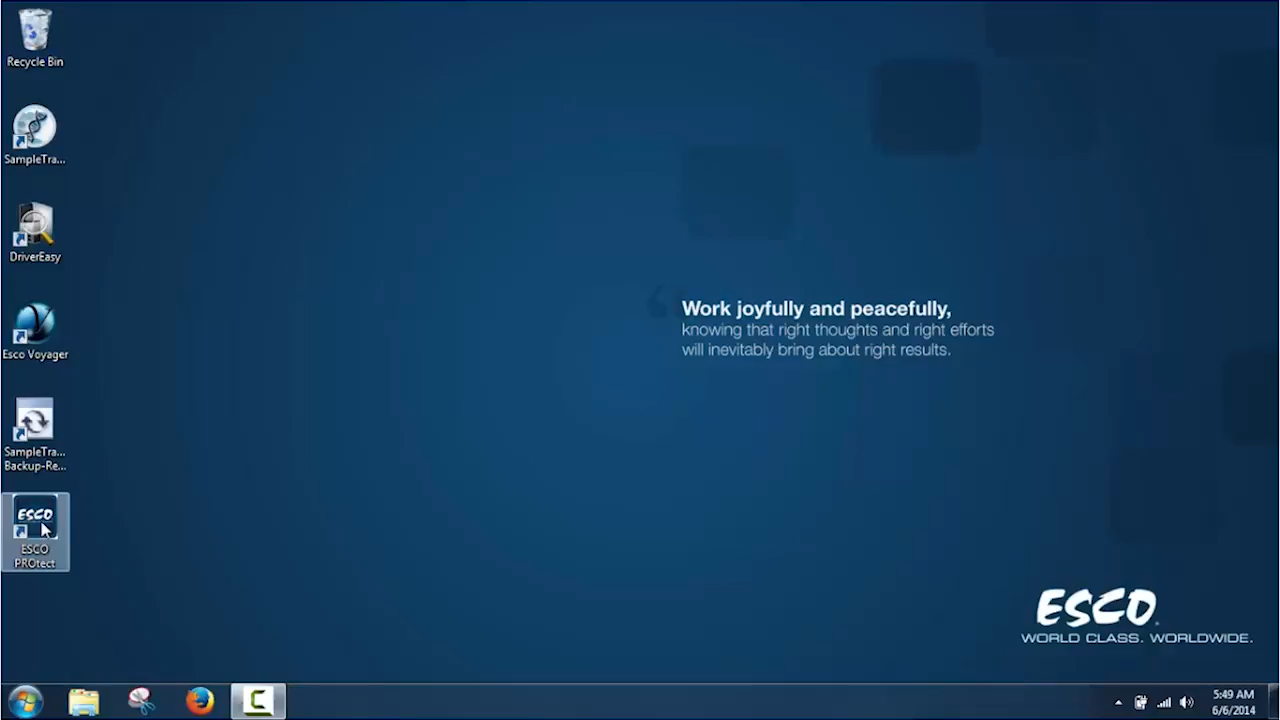 Recycle Bin
SampleTra...
DriverEasy
Esco Voyager
SampleTra...
Backup-Re...
ESCO
ESCO
PROtect
Work joyfully and peacefully,
knowing that right thoughts and right efforts
will inevitably bring about right results.
ESCO
WORLD CLASS. WORLDWIDE.
5:49 AM
6/6/2014